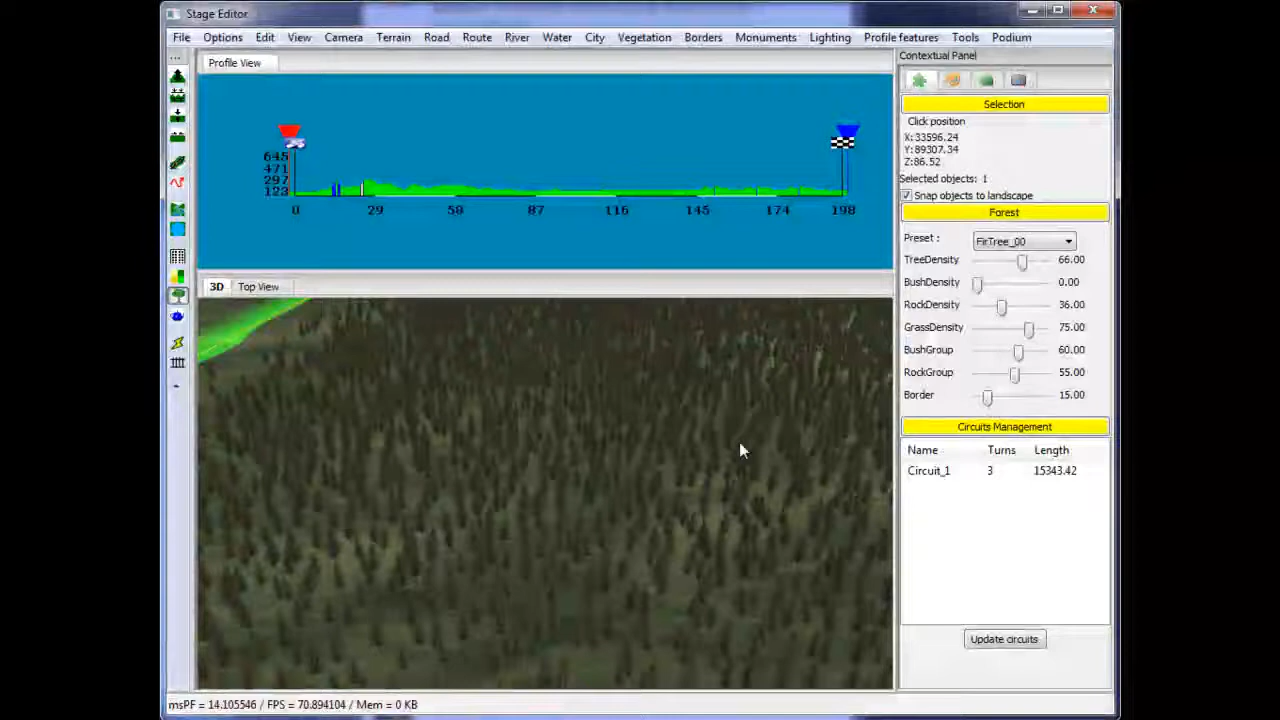 Stage Editor
File Options Edit View Camera Terrain Road Route River Water City Vegetation Borders Monuments Lighting Profile features Tools Podium
Profile View
645
471
297
123
0 29 58 87 116 145 174 198
3D Top View
Contextual Panel
Selection
Click position
X:33596.24
Y:89307.34
Z:86.52
Selected objects: 1
Snap objects to landscape
Forest
Preset : FirTree_00
TreeDensity 66.00
BushDensity 0.00
RockDensity 36.00
GrassDensity 75.00
BushGroup 60.00
RockGroup 55.00
Border 15.00
Circuits Management
Name Turns Length
Circuit_1 3 15343.42
Update circuits
msPF = 14.105546 / FPS = 70.894104 / Mem = 0 KB